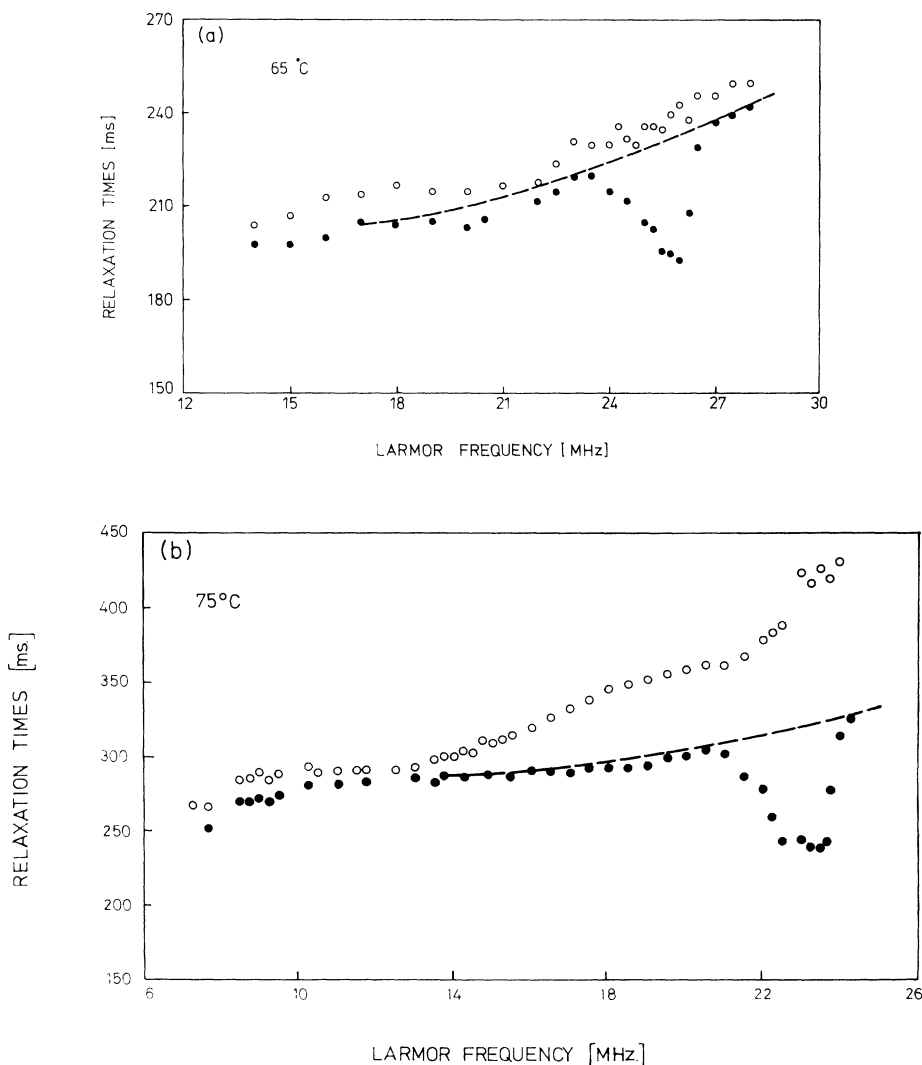 (a)
65 °C
RELAXATION TIMES [ms]
270
240
210
180
150
12 15 18 21 24 27 30
LARMOR FREQUENCY [MHz]
(b)
75°C
RELAXATION TIMES [ms.]
450
400
350
300
250
200
150
6 10 14 18 22 26
LARMOR FREQUENCY [MHz.]